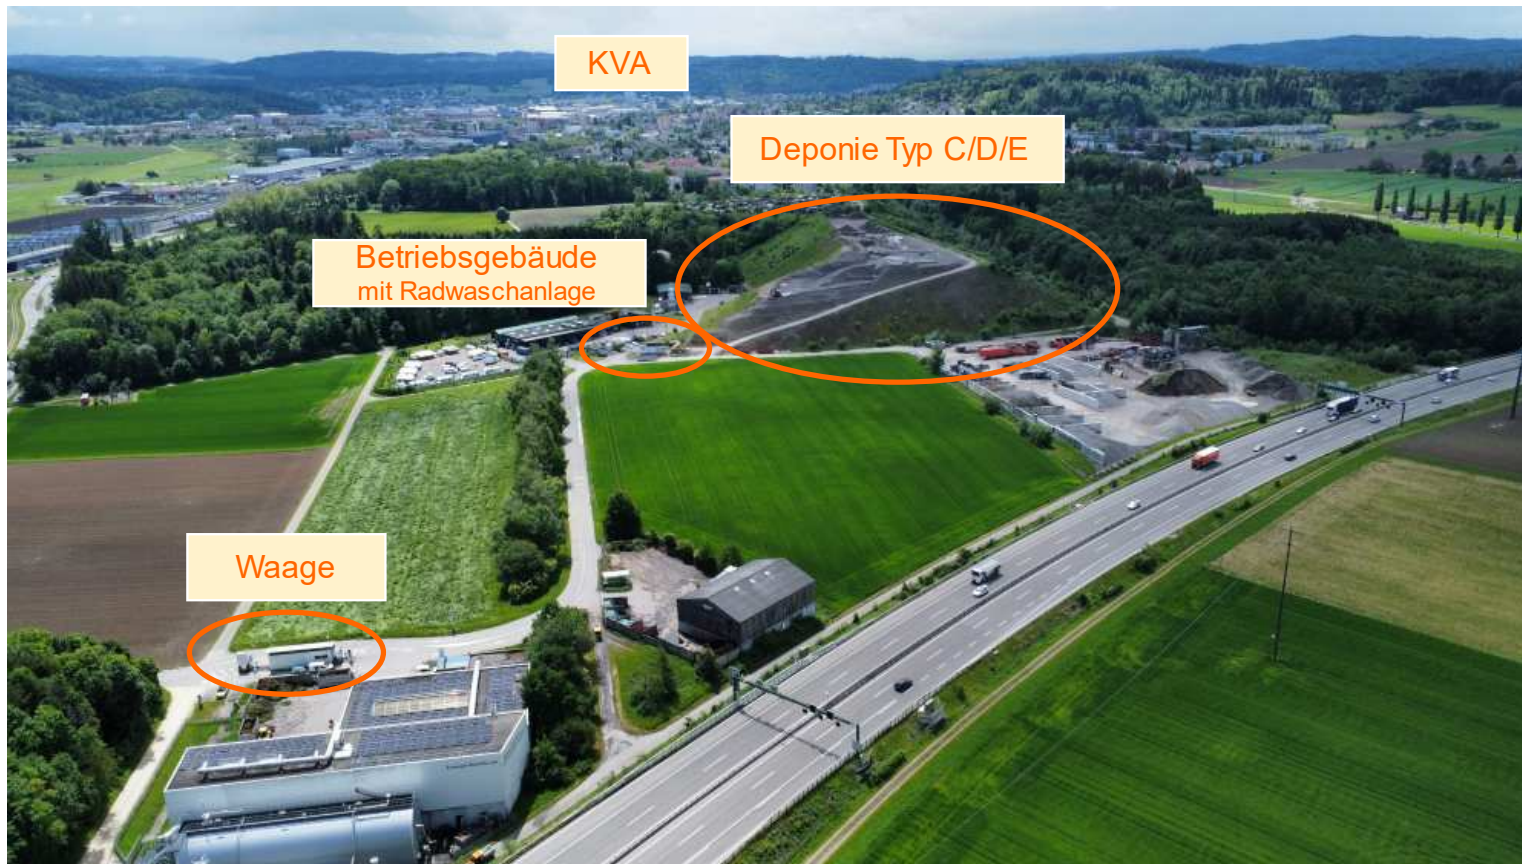 KVA
Deponie Typ C/D/E
Betriebsgebäude
mit Radwaschanlage
Waage